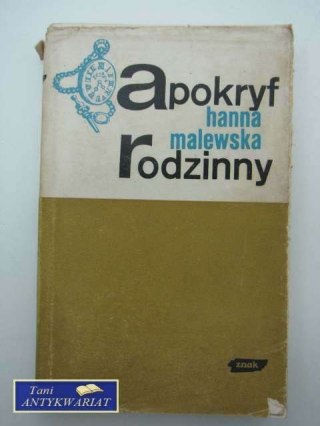 apokryf
hanna
malewska
rodzinny
znak
Tani
ANTYKWARIAT